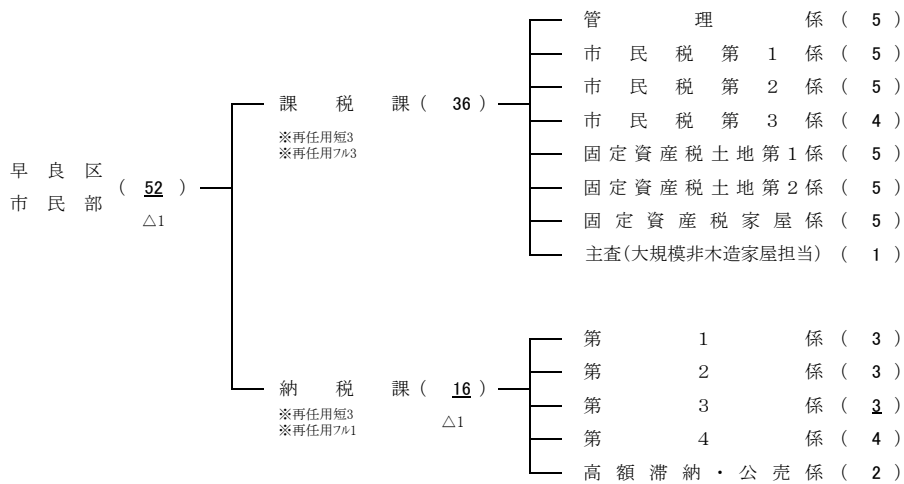 早良区
市民部
( 52 )
△1
課税課 ( 36 )
※再任用短3
※再任用ﾌﾙ3
管理係 ( 5 )
市民税第1係 ( 5 )
市民税第2係 ( 5 )
市民税第3係 ( 4 )
固定資産税土地第1係 ( 5 )
固定資産税土地第2係 ( 5 )
固定資産税家屋係 ( 5 )
主査(大規模非木造家屋担当) ( 1 )
納税課 ( 16 )
※再任用短3
※再任用ﾌﾙ1
△1
第1係 ( 3 )
第2係 ( 3 )
第3係 ( 3 )
第4係 ( 4 )
高額滞納・公売係 ( 2 )